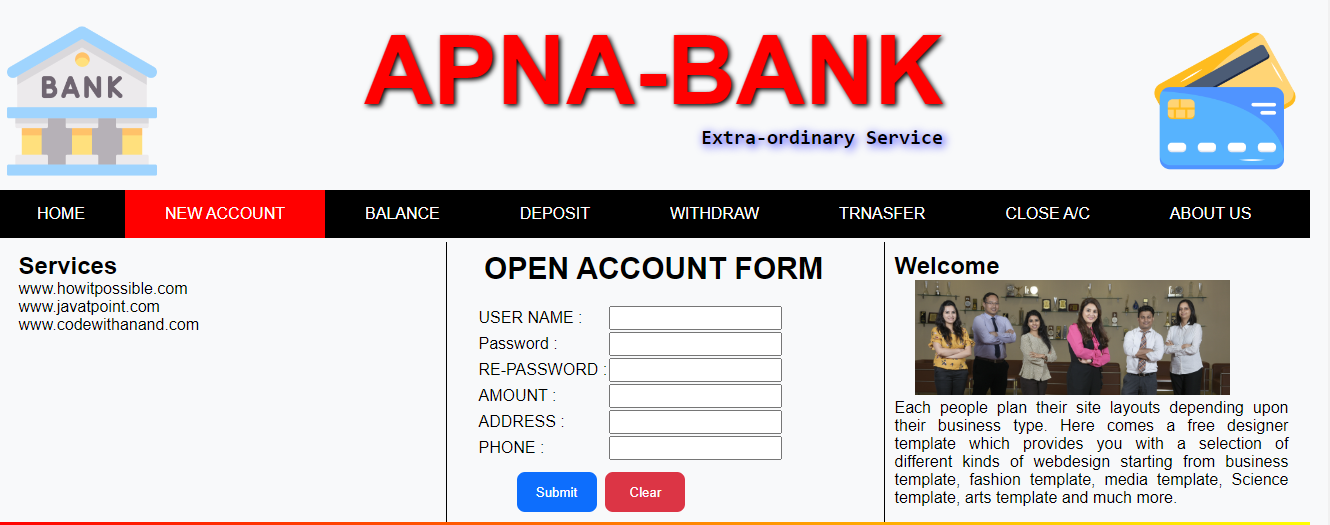 BANK
APNA-BANK
Extra-ordinary Service
HOME NEW ACCOUNT BALANCE DEPOSIT WITHDRAW TRNASFER CLOSE A/C ABOUT US
Services
www.howitpossible.com
www.javatpoint.com
www.codewithanand.com
OPEN ACCOUNT FORM
USER NAME :
Password :
RE-PASSWORD :
AMOUNT :
ADDRESS :
PHONE :
Submit Clear
Welcome
Each people plan their site layouts depending upon
their business type. Here comes a free designer
template which provides you with a selection of
different kinds of webdesign starting from business
template, fashion template, media template, Science
template, arts template and much more.